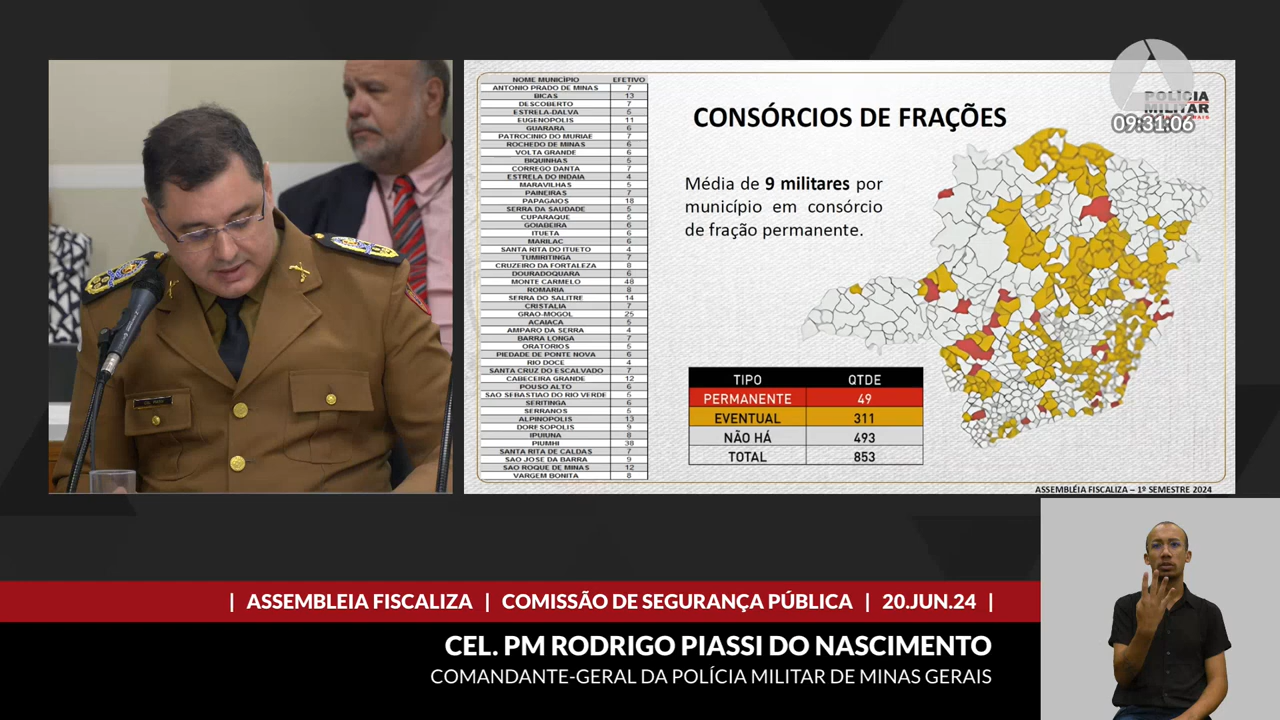 NOME MUNICÍPIO EFETIVO
ANTONIO PRADO DE MINAS 7
BICAS 13
DESCOBERTO 7
ESTRELA-DALVA 5
EUGENOPOLIS 11
GUARARA 6
PATROCINIO DO MURIAE 7
ROCHEDO DE MINAS 6
VOLTA GRANDE 6
BIQUINHAS 5
CORREGO DANTA 7
ESTRELA DO INDAIA 4
MARAVILHAS 5
PAINEIRAS 7
PAPAGAIOS 18
SERRA DA SAUDADE 5
CUPARAQUE 5
GOIABEIRA 6
ITUETA 6
MARILAC 6
SANTA RITA DO ITUETO 4
TUMIRITINGA 7
CRUZEIRO DA FORTALEZA 8
DOURADOQUARA 6
MONTE CARMELO 48
ROMARIA 8
SERRA DO SALITRE 14
CRISTALIA 7
GRAO-MOGOL 25
ACAIACA 5
AMPARO DA SERRA 4
BARRA LONGA 7
ORATORIOS 5
PIEDADE DE PONTE NOVA 6
RIO DOCE 4
SANTA CRUZ DO ESCALVADO 7
CABECEIRA GRANDE 12
POUSO ALTO 6
SAO SEBASTIAO DO RIO VERDE 5
SERITINGA 6
SERRANOS 5
ALPINOPOLIS 13
DORESOPOLIS 9
IPUIUNA 8
PIUMHI 38
SANTA RITA DE CALDAS 7
SAO JOSE DA BARRA 9
SAO ROQUE DE MINAS 12
VARGEM BONITA 8
CONSÓRCIOS DE FRAÇÕES
Média de 9 militares por
município em consórcio
de fração permanente.
TIPO QTDE
PERMANENTE 49
EVENTUAL 311
NÃO HÁ 493
TOTAL 853
POLÍCIA
MILITAR
09:31:06
ASSEMBLÉIA FISCALIZA – 1º SEMESTRE 2024
| ASSEMBLEIA FISCALIZA | COMISSÃO DE SEGURANÇA PÚBLICA | 20.JUN.24 |
CEL. PM RODRIGO PIASSI DO NASCIMENTO
COMANDANTE-GERAL DA POLÍCIA MILITAR DE MINAS GERAIS